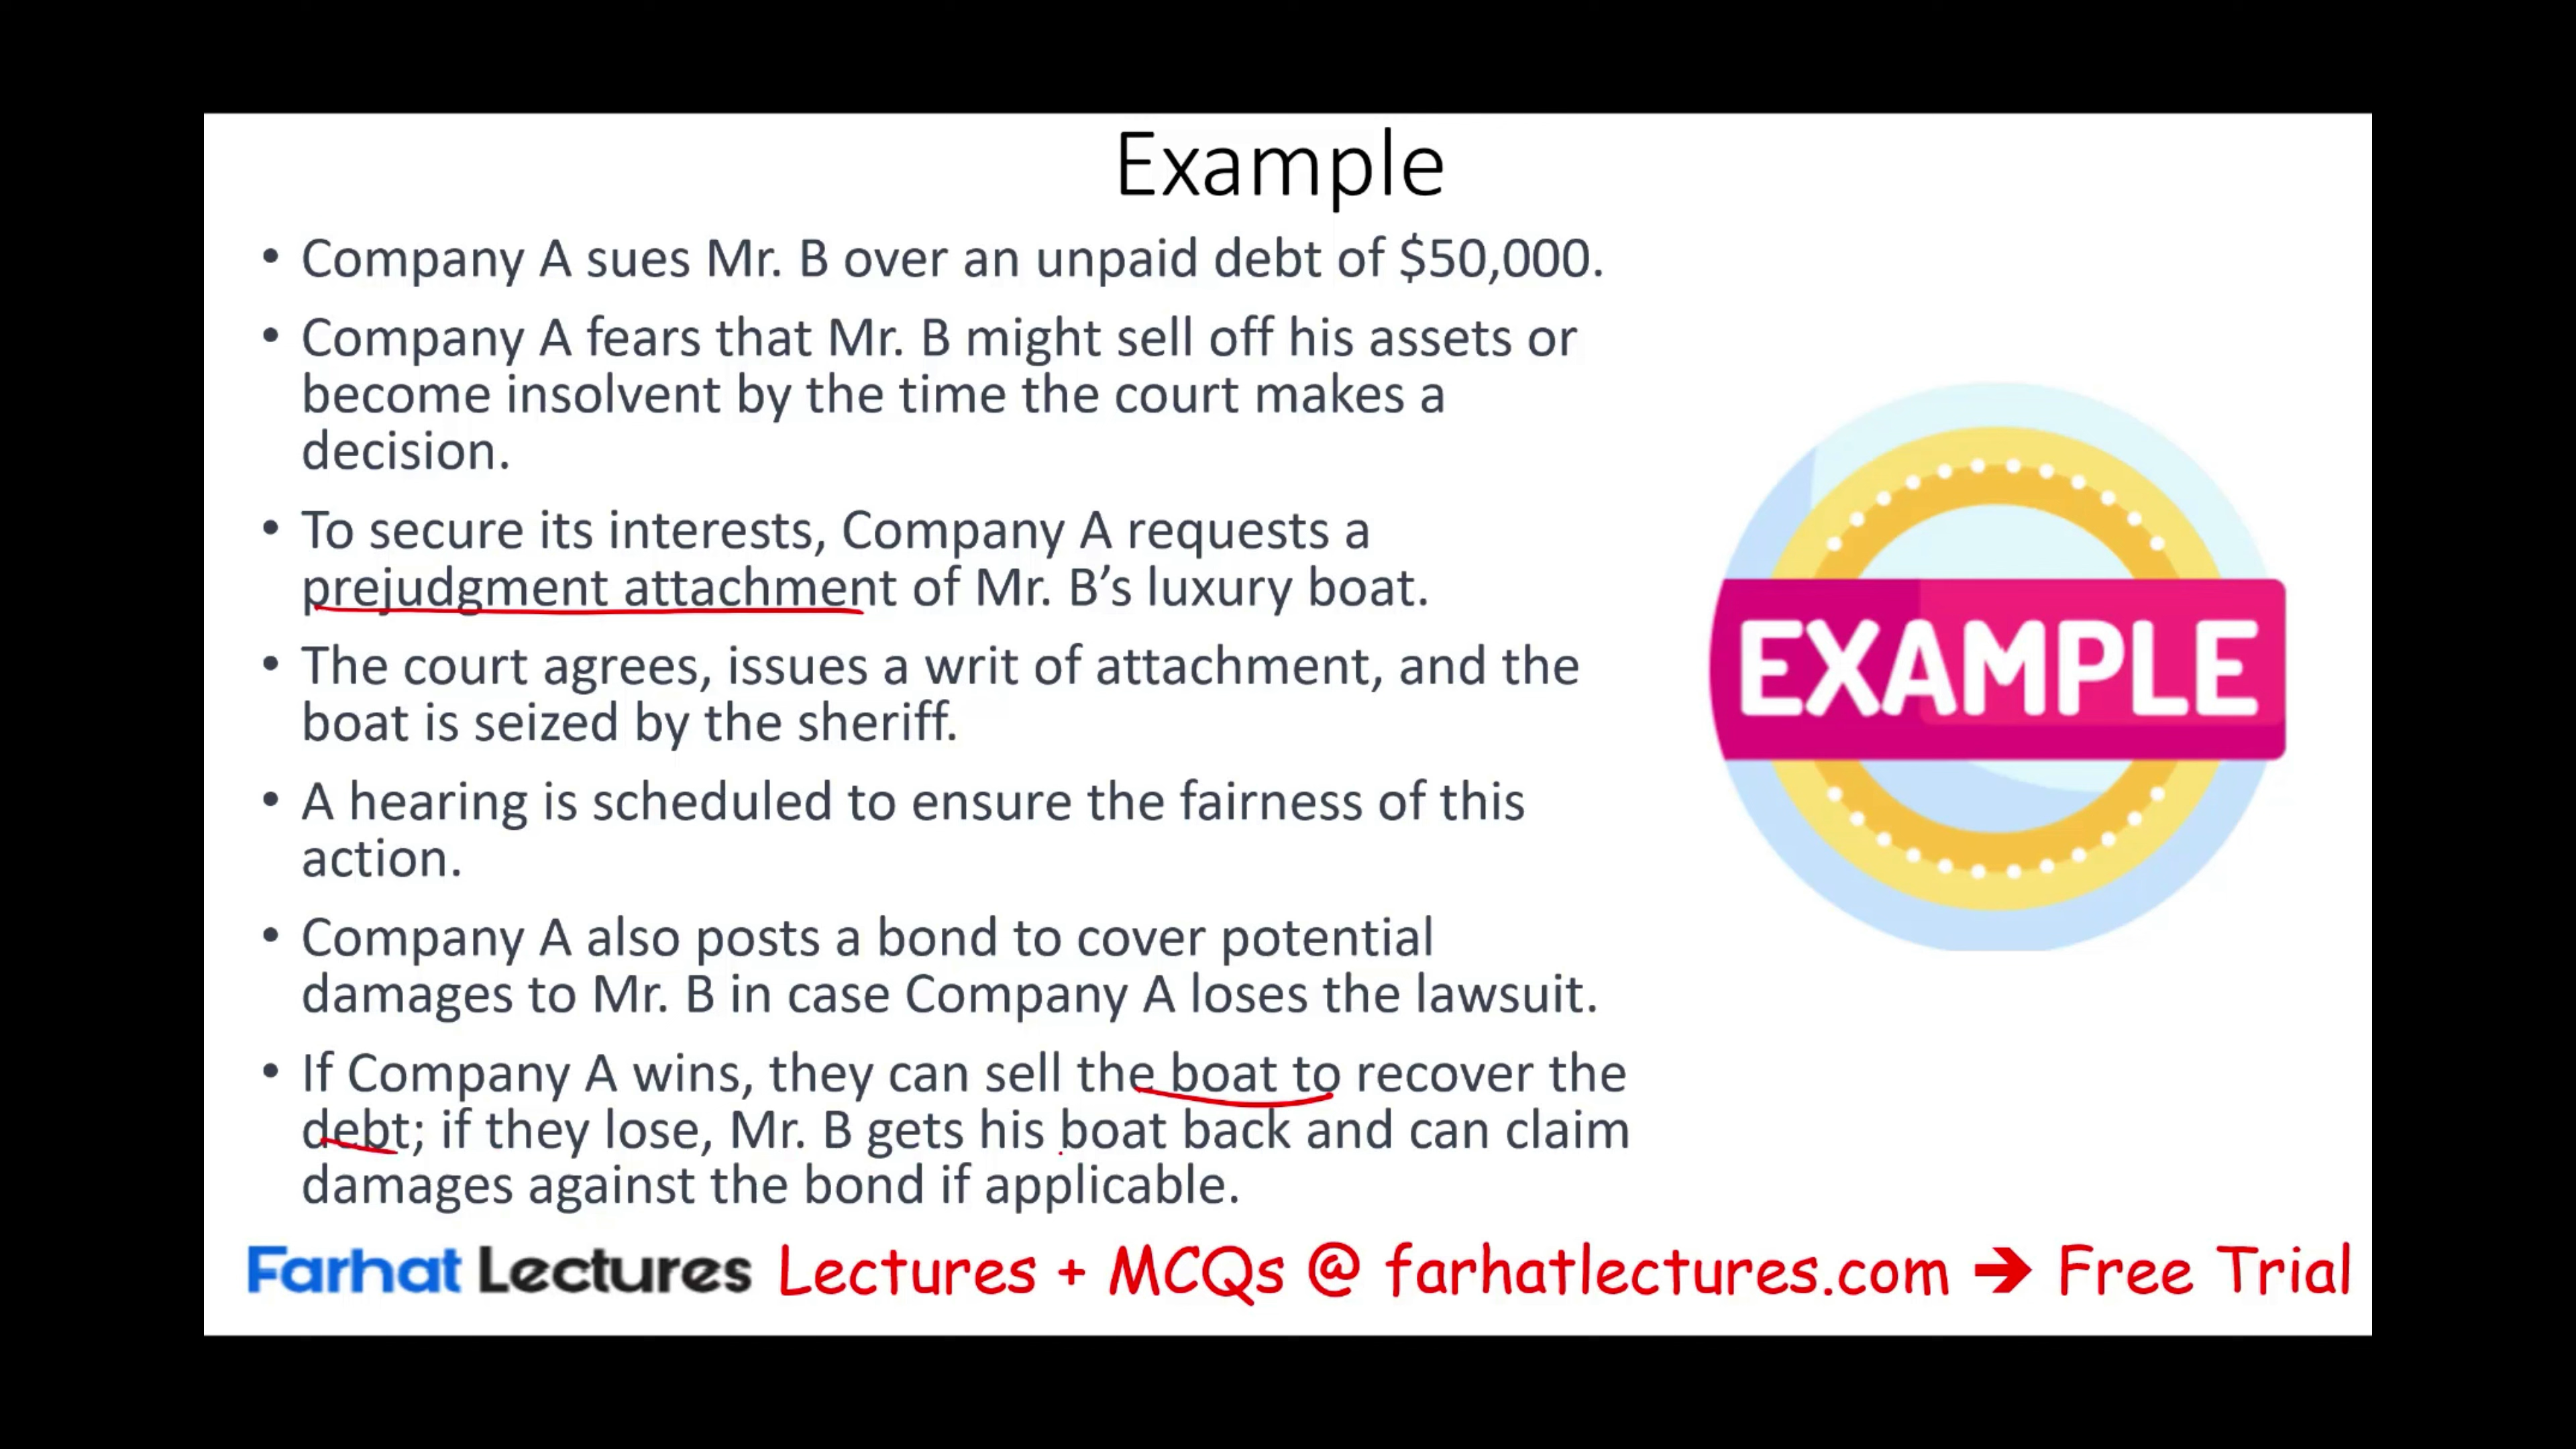 Example
• Company A sues Mr. B over an unpaid debt of $50,000.
• Company A fears that Mr. B might sell off his assets or
become insolvent by the time the court makes a
decision.
• To secure its interests, Company A requests a
prejudgment attachment of Mr. B’s luxury boat.
• The court agrees, issues a writ of attachment, and the
boat is seized by the sheriff.
• A hearing is scheduled to ensure the fairness of this
action.
• Company A also posts a bond to cover potential
damages to Mr. B in case Company A loses the lawsuit.
• If Company A wins, they can sell the boat to recover the
debt; if they lose, Mr. B gets his boat back and can claim
damages against the bond if applicable.
EXAMPLE
Farhat Lectures Lectures + MCQs @ farhatlectures.com ➔ Free Trial